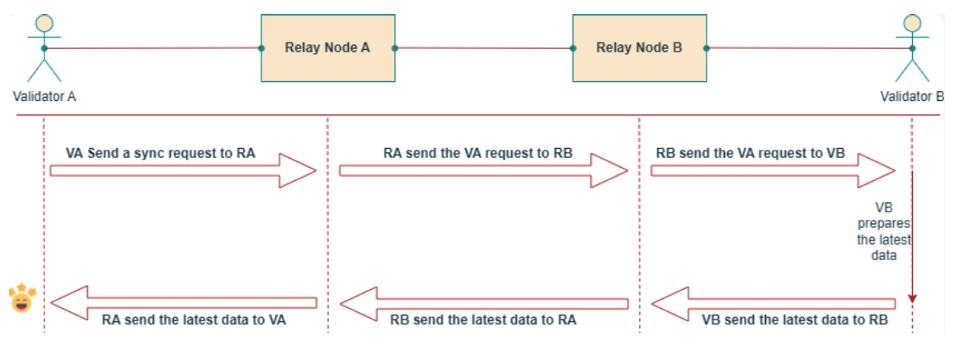 Relay Node A
Relay Node B
Validator A
Validator B
VA Send a sync request to RA
RA send the VA request to RB
RB send the VA request to VB
VB
prepares
the latest
data
RA send the latest data to VA
RB send the latest data to RA
VB send the latest data to RB